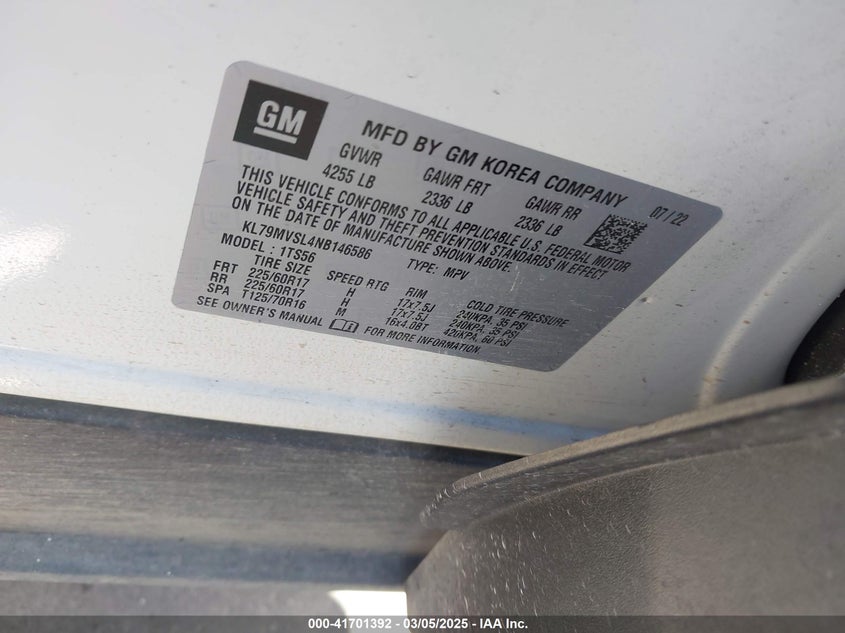 GM
MFD BY GM KOREA COMPANY 07 / 22
GVWR GAWR FRT GAWR RR
4255 LB 2336 LB 2336 LB
THIS VEHICLE CONFORMS TO ALL APPLICABLE U.S. FEDERAL MOTOR
VEHICLE SAFETY AND THEFT PREVENTION STANDARDS IN EFFECT
ON THE DATE OF MANUFACTURE SHOWN ABOVE.
KL79MVSL4NB146586 TYPE: MPV
MODEL : 1TS56
TIRE SIZE SPEED RTG RIM COLD TIRE PRESSURE
FRT 225/60R17 H 17x7.5J 240KPA, 35 PSI
RR 225/60R17 H 17x7.5J 240KPA, 35 PSI
SPA T125/70R16 M 16x4.0BT 420KPA, 60 PSI
SEE OWNER'S MANUAL FOR MORE INFORMATION.
000-41701392 - 03/05/2025 - IAA Inc.